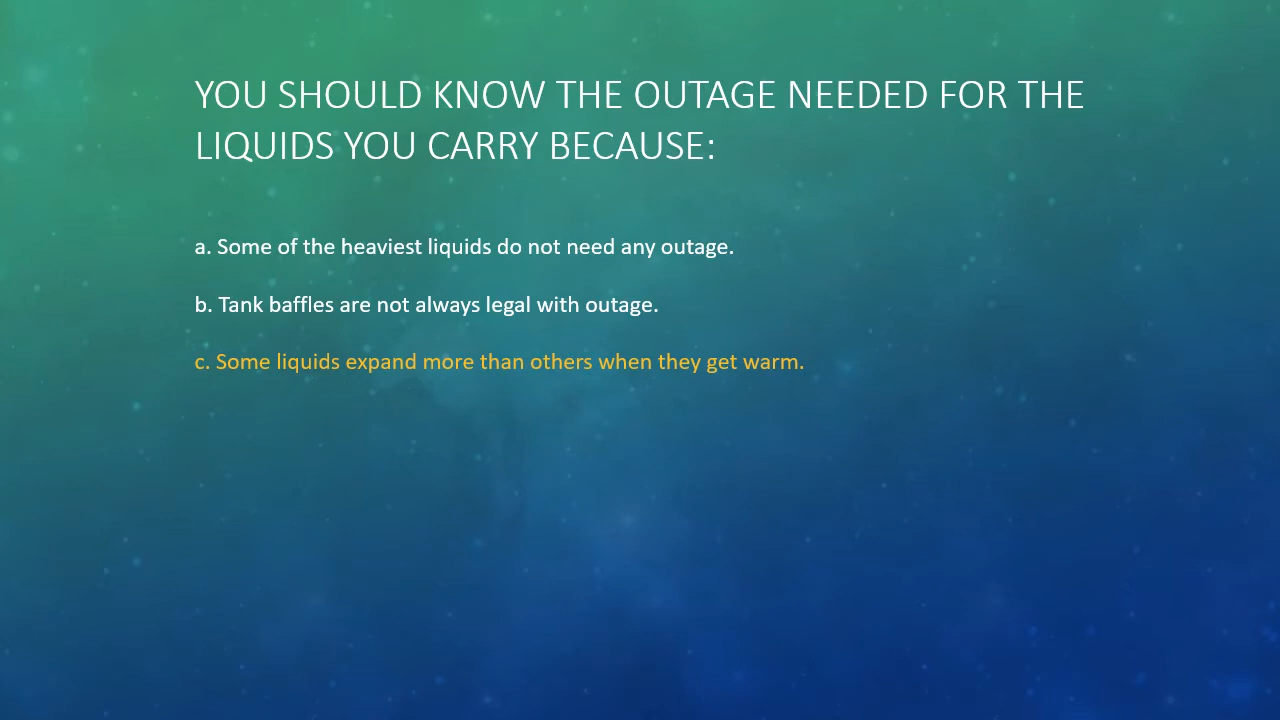 YOU SHOULD KNOW THE OUTAGE NEEDED FOR THE
LIQUIDS YOU CARRY BECAUSE:
a. Some of the heaviest liquids do not need any outage.
b. Tank baffles are not always legal with outage.
c. Some liquids expand more than others when they get warm.